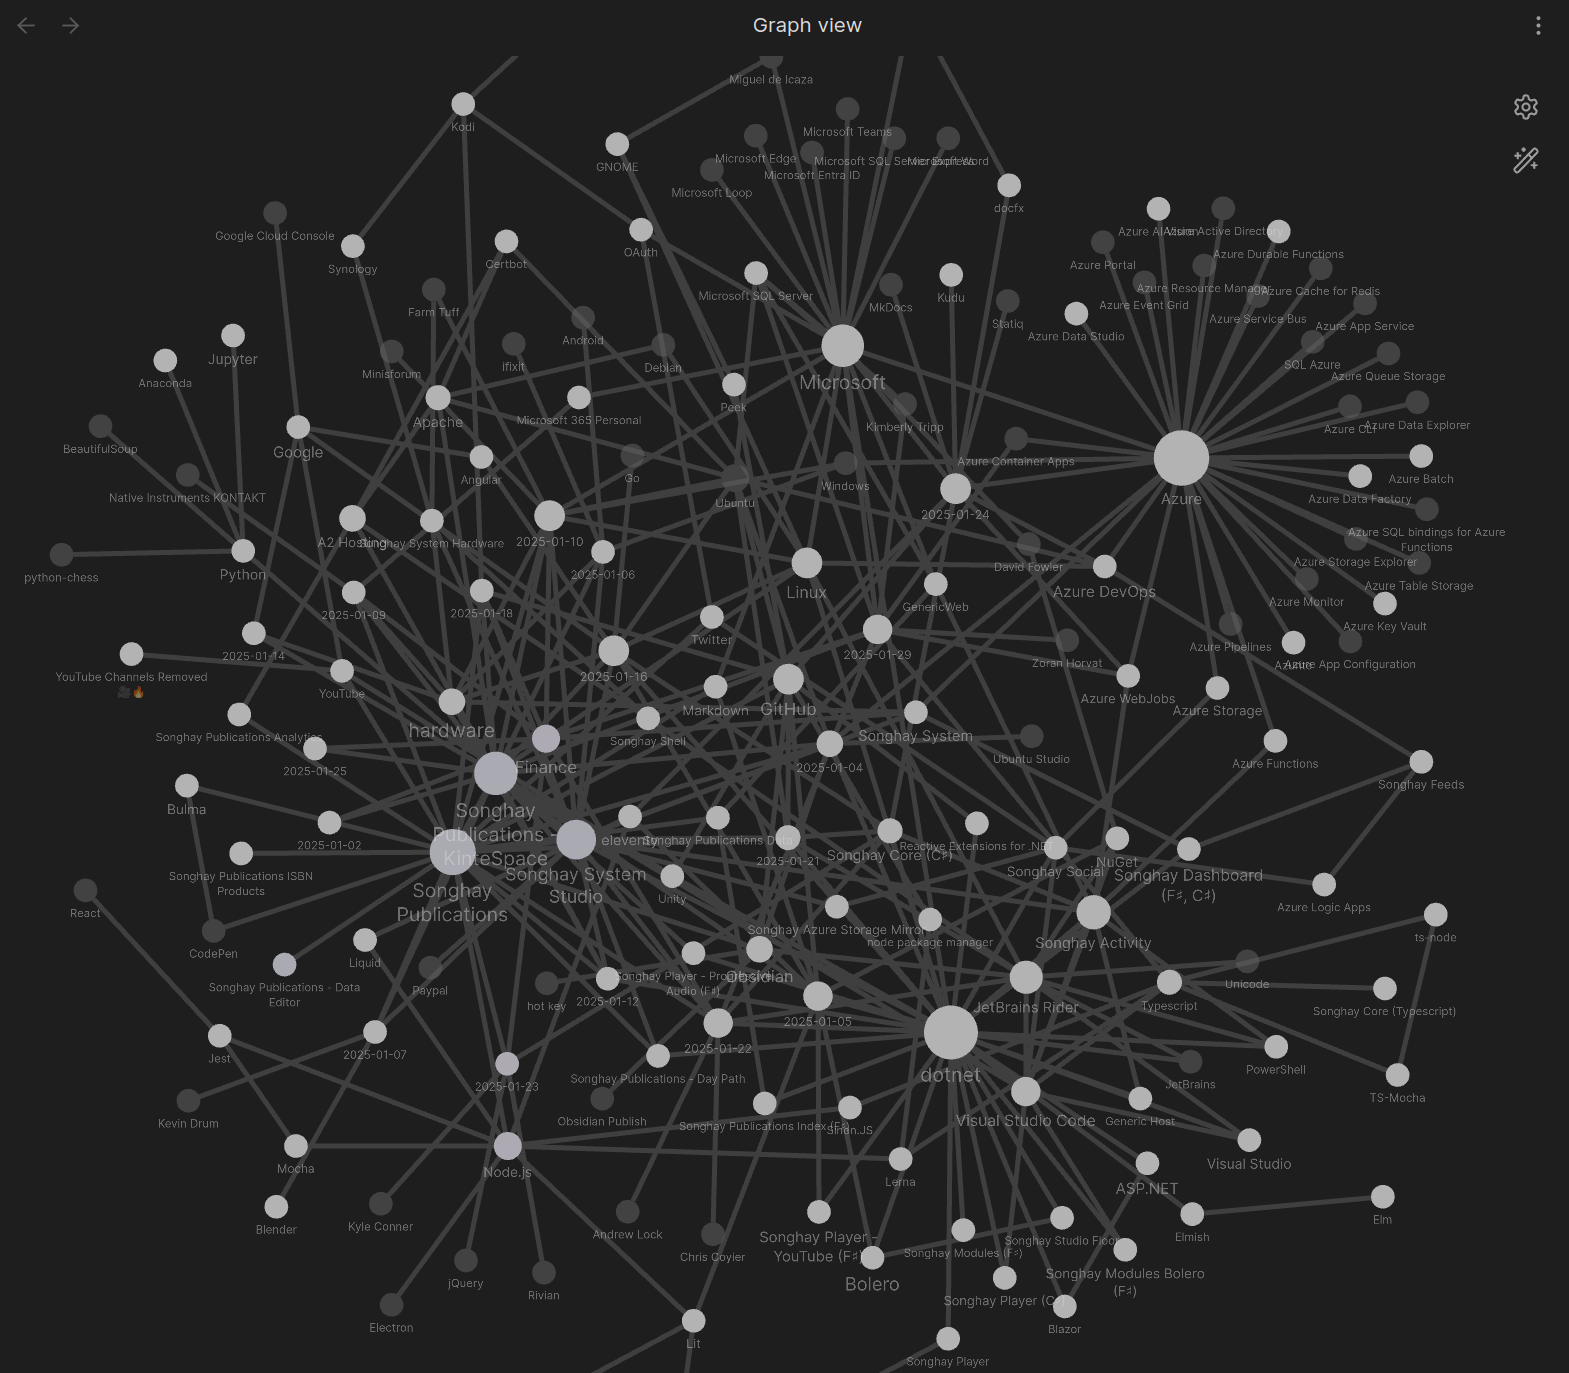 Graph view
Miguel de Icaza
Kodi
Microsoft Teams
GNOME
Microsoft Edge
Microsoft SQL Server Express
Microsoft Word
Microsoft Entra ID
Microsoft Loop
docfx
Google Cloud Console
Synology
Certbot
OAuth
Azure AI Vision
Azure Active Directory
Azure Durable Functions
Azure Portal
Farm Tuff
Microsoft SQL Server
MkDocs
Kudu
Azure Resource Manager
Azure Cache for Redis
Azure Event Grid
Statiq
Azure Service Bus
Azure App Service
Azure Data Studio
Android
Jupyter
Anaconda
Minisforum
ifixit
Debian
Microsoft
SQL Azure
Azure Queue Storage
Apache
Microsoft 365 Personal
Peek
Kimberly Tripp
Azure CLI
Azure Data Explorer
BeautifulSoup
Google
Angular
Go
Azure Container Apps
Azure Batch
Native Instruments KONTAKT
Ubuntu
Windows
Azure
Azure Data Factory
2025-01-24
A2 Hosting
Songhay System Hardware
2025-01-10
Azure SQL bindings for Azure
Functions
python-chess
Python
2025-01-06
David Fowler
Azure Storage Explorer
Linux
Azure DevOps
Azure Table Storage
2025-01-09
2025-01-18
GenericWeb
Azure Monitor
Azure Key Vault
Twitter
2025-01-14
2025-01-29
Azure Pipelines
Zoran Horvat
Azure App Configuration
YouTube Channels Removed
🎥🔥
YouTube
2025-01-16
Azure WebJobs
Azure Storage
hardware
Markdown
GitHub
Songhay Publications Analytics
Songhay Shell
Songhay System
2025-01-25
Finance
2025-01-04
Ubuntu Studio
Azure Functions
Songhay Feeds
Bulma
Songhay
Publications -
KinteSpace
2025-01-02
eleventy
Songhay Publications Data
2025-01-21
Songhay Core (C♯)
Reactive Extensions for .NET
Songhay Social
NuGet
Songhay Dashboard
(F♯, C♯)
Songhay Publications ISBN
Products
Songhay
Publications
Songhay System
Studio
Unity
React
Azure Logic Apps
Songhay Azure Storage Mirror
node package manager
Songhay Activity
ts-node
CodePen
Liquid
Songhay Publications - Data
Editor
Paypal
hot key
2025-01-12
Songhay Player - Progressive
Audio (F♯)
Obsidian
2025-01-05
JetBrains Rider
Typescript
Unicode
Songhay Core (Typescript)
Jest
2025-01-07
2025-01-22
dotnet
Songhay Publications - Day Path
2025-01-23
PowerShell
JetBrains
TS-Mocha
Kevin Drum
Obsidian Publish
Songhay Publications Index (F♯)
Sinon.JS
Visual Studio Code
Generic Host
Mocha
Node.js
Lerna
Visual Studio
ASP.NET
Blender
Kyle Conner
Andrew Lock
Chris Coyier
Songhay Player -
YouTube (F♯)
Songhay Modules (F♯)
Songhay Studio Floor
Elmish
Elm
jQuery
Rivian
Bolero
Songhay Modules Bolero
(F♯)
Songhay Player (C♯)
Electron
Lit
Blazor
Songhay Player